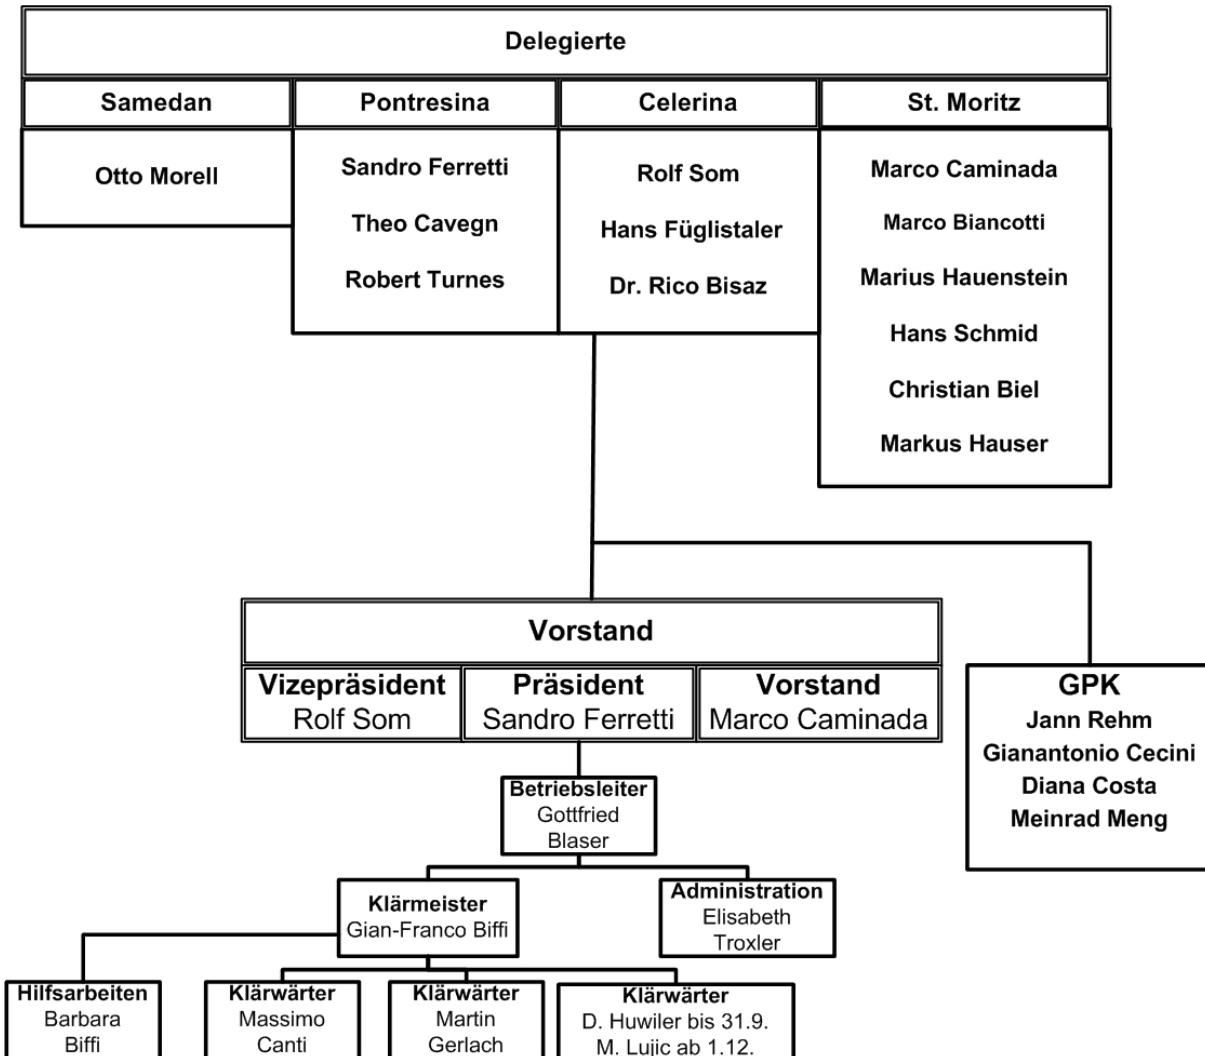 Delegierte
Samedan
Pontresina
Celerina
St. Moritz
Otto Morell
Sandro Ferretti
Theo Cavegn
Robert Turnes
Rolf Som
Hans Füglistaler
Dr. Rico Bisaz
Marco Caminada
Marco Biancotti
Marius Hauenstein
Hans Schmid
Christian Biel
Markus Hauser
Vorstand
Vizepräsident
Rolf Som
Präsident
Sandro Ferretti
Vorstand
Marco Caminada
GPK
Jann Rehm
Gianantonio Cecini
Diana Costa
Meinrad Meng
Betriebsleiter
Gottfried
Blaser
Klärmeister
Gian-Franco Biffi
Administration
Elisabeth
Troxler
Hilfsarbeiten
Barbara
Biffi
Klärwärter
Massimo
Canti
Klärwärter
Martin
Gerlach
Klärwärter
D. Huwiler bis 31.9.
M. Lujic ab 1.12.